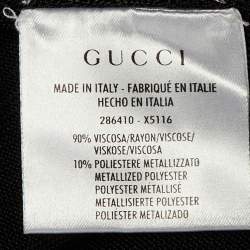 GUCCI
MADE IN ITALY - FABRIQUÉ EN ITALIE
HECHO EN ITALIA
286410 - X5116
90% VISCOSA/RAYON/VISCOSE/
VISKOSE/VISCOSA
10% POLIESTERE METALLIZZATO
METALLIZED POLYESTER
POLYESTER METALLISÉ
METALLISIERTE POLYESTER
POLIESTER METALIZADO